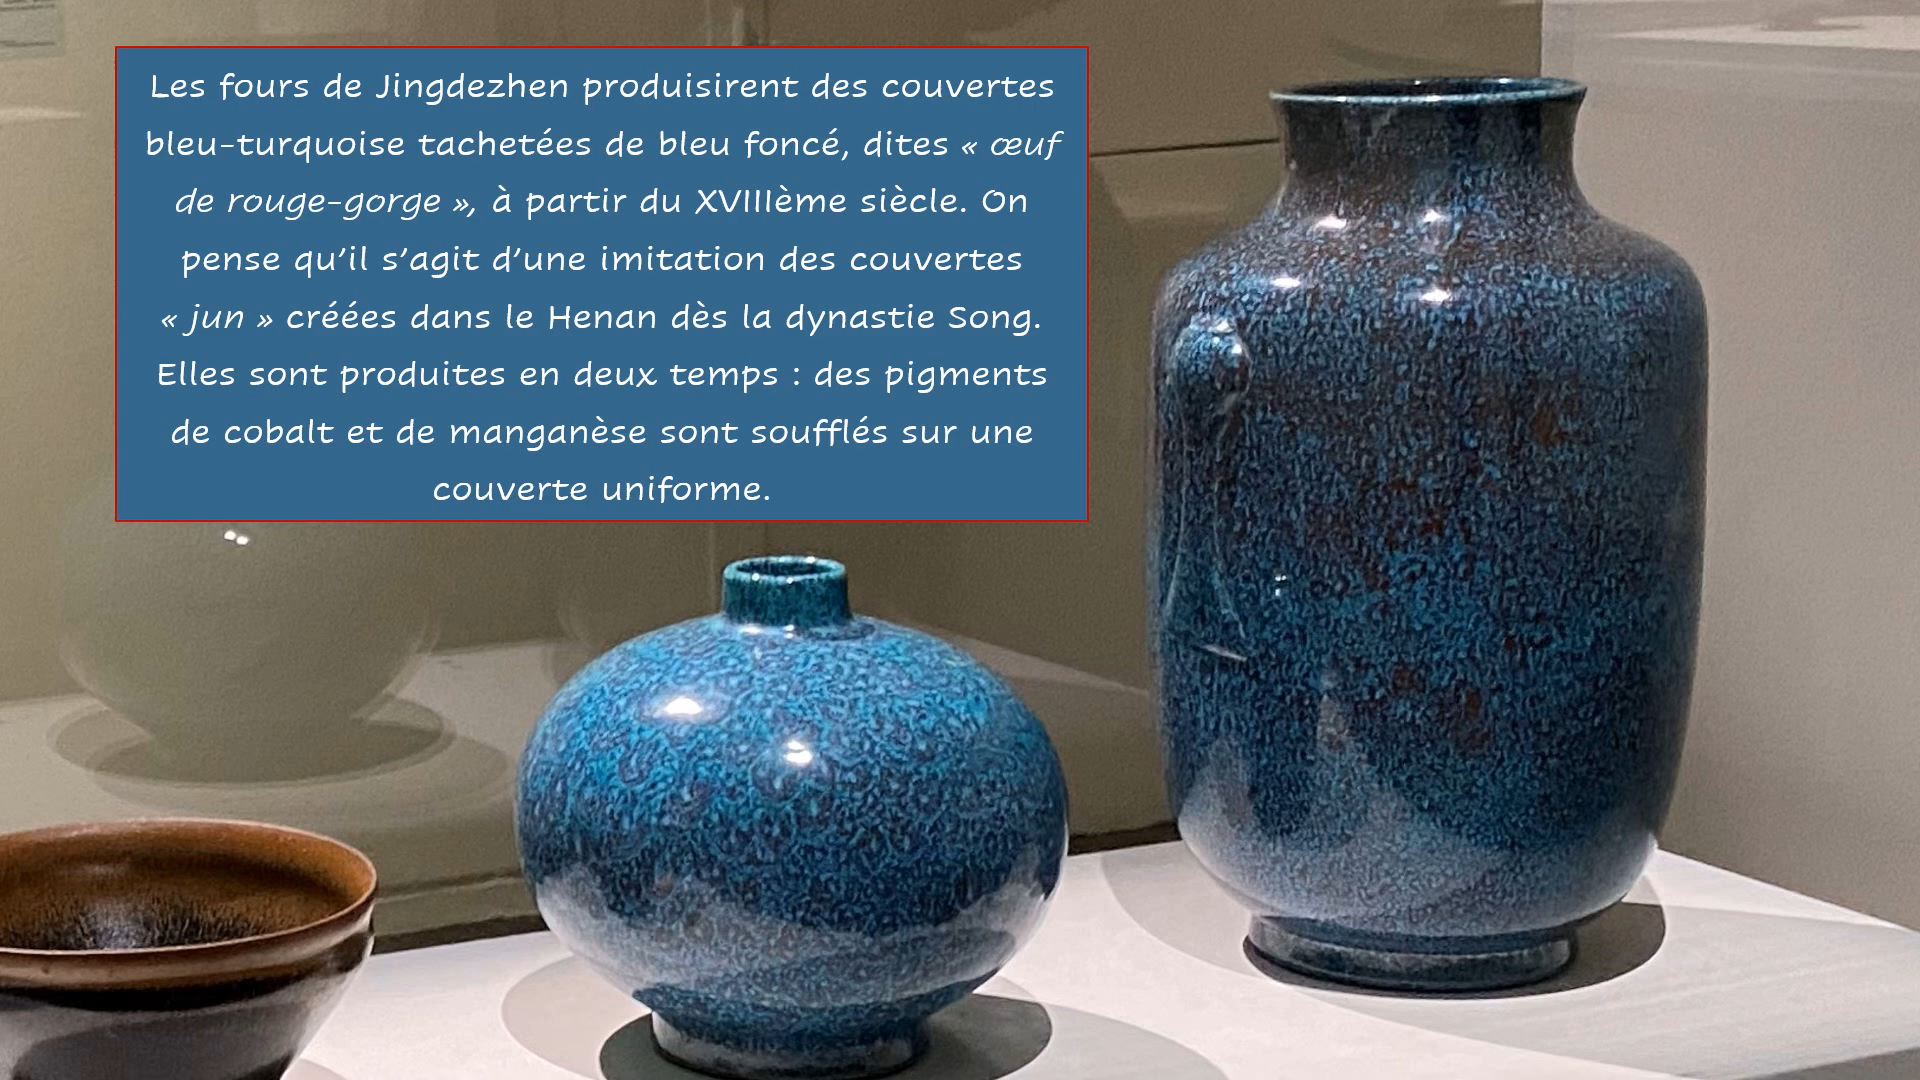 Les fours de Jingdezhen produisirent des couvertes
bleu-turquoise tachetées de bleu foncé, dites « œuf
de rouge-gorge », à partir du XVIIIème siècle. On
pense qu’il s’agit d’une imitation des couvertes
« jun » créées dans le Henan dès la dynastie Song.
Elles sont produites en deux temps : des pigments
de cobalt et de manganèse sont soufflés sur une
couverte uniforme.